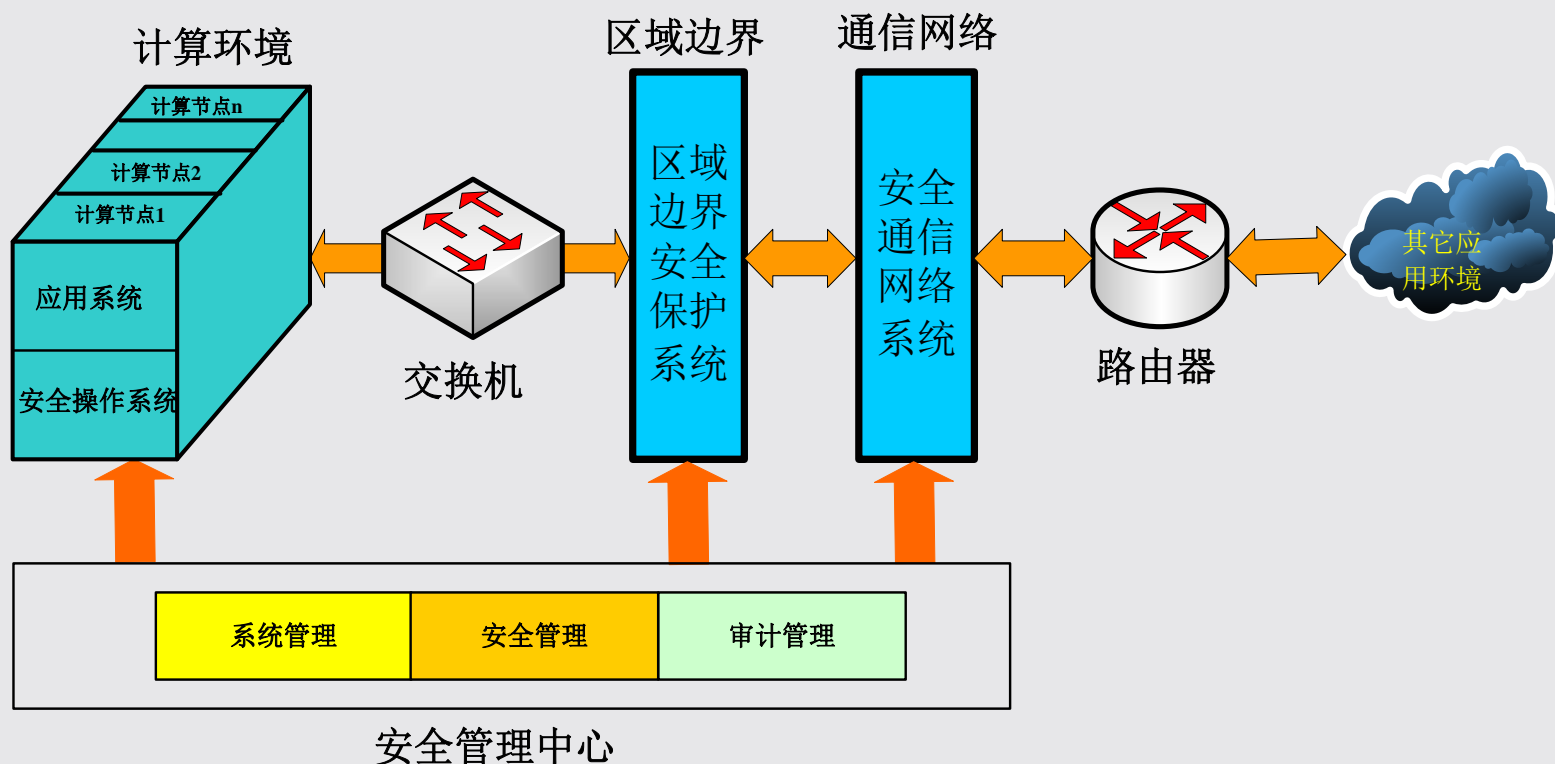 计算环境
区域边界
通信网络
计算节点n
计算节点2
计算节点1
应用系统
安全操作系统
交换机
区域
边界
安全
保护
系统
安全
通信
网络
系统
路由器
其它应
用环境
系统管理
安全管理
审计管理
安全管理中心